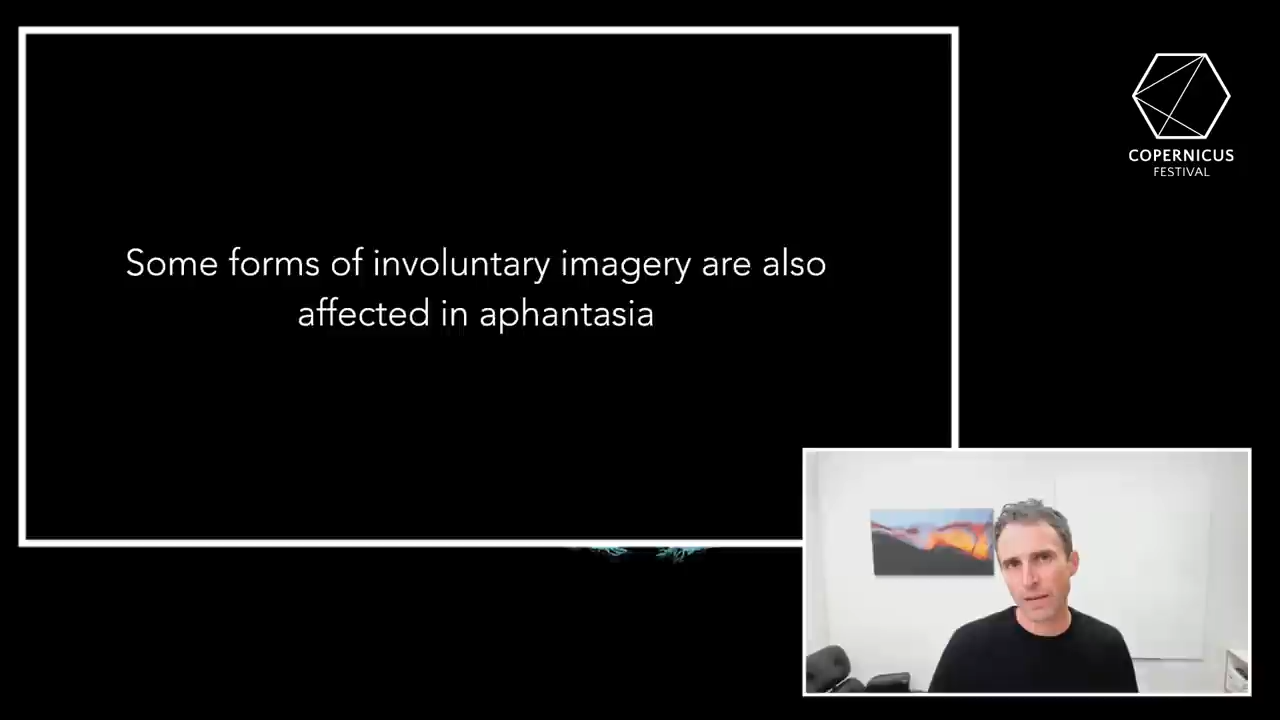 Some forms of involuntary imagery are also
affected in aphantasia
COPERNICUS
FESTIVAL